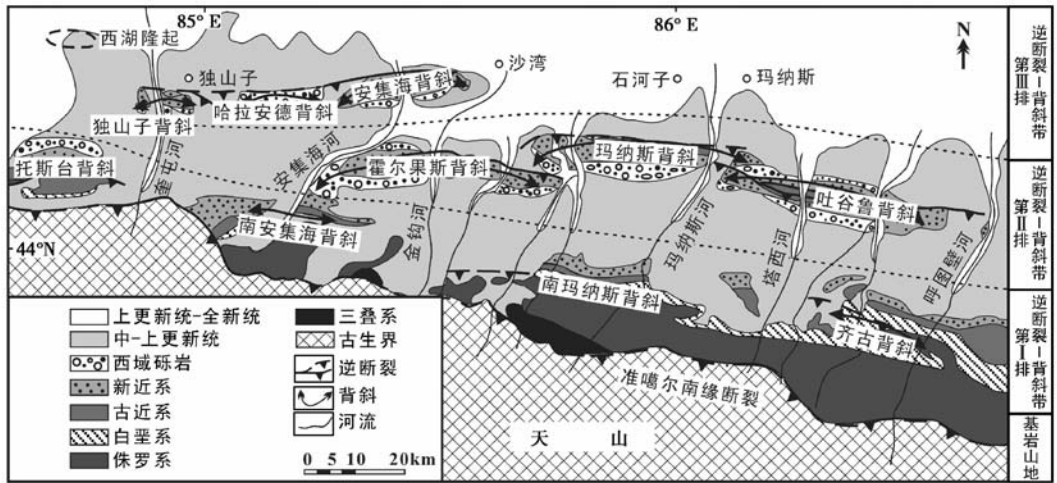 85° E
86° E
N
西湖隆起
独山子
沙湾
石河子
玛纳斯
安集海背斜
哈拉安德背斜
独山子背斜
托斯台背斜
奎屯河
安集海河
霍尔果斯背斜
玛纳斯背斜
吐谷鲁背斜
南安集海背斜
金钩河
玛纳斯河
塔西河
呼图壁河
44°N
南玛纳斯背斜
齐古背斜
准噶尔南缘断裂
天 山
上更新统-全新统
中-上更新统
西域砾岩
新近系
古近系
白垩系
侏罗系
三叠系
古生界
逆断裂
背斜
河流
0 5 10 20km
第Ⅲ排
逆断裂-背斜带
第Ⅱ排
逆断裂-背斜带
第Ⅰ排
逆断裂-背斜带
基岩山地